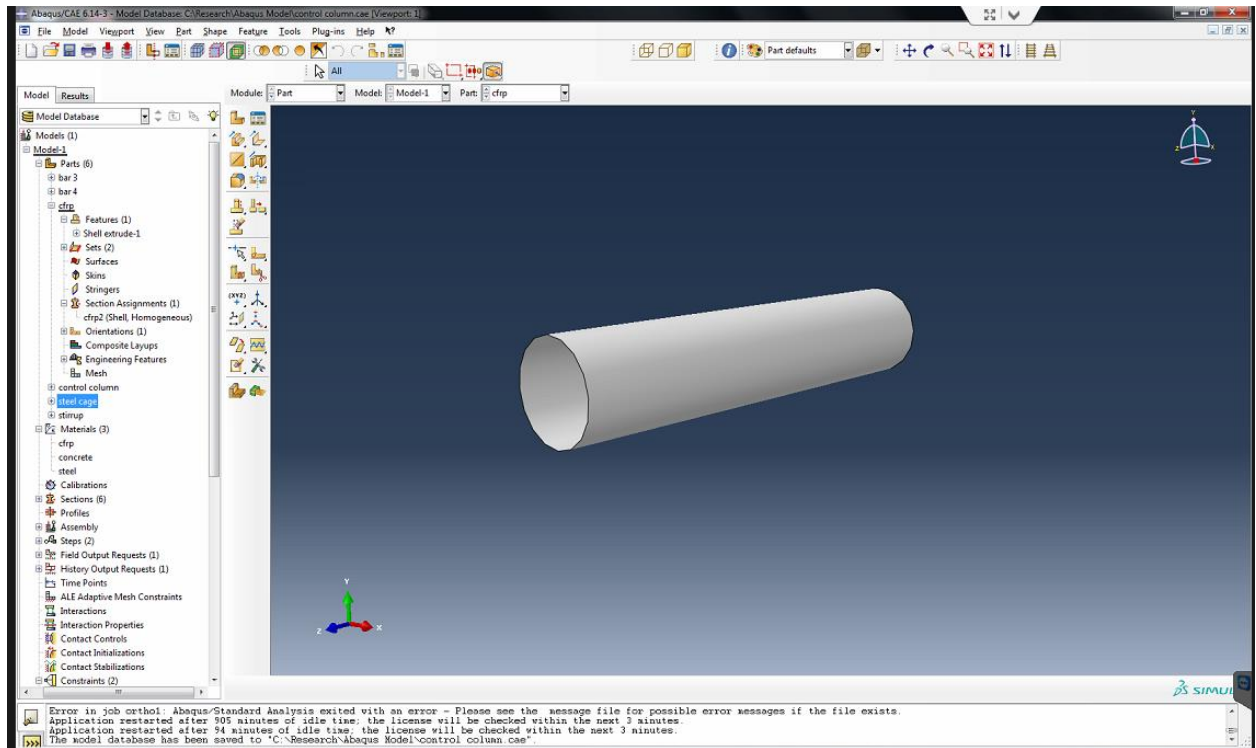 Abaqus/CAE 6.14-3 - Model Database: C:\Research\Abaqus Model\control column.cae [Viewport: 1]
File Model Viewport View Part Shape Feature Tools Plug-ins Help
Part defaults
All
Model Results
Module: Part Model: Model-1 Part: cfrp
Model Database
Models (1)
Model-1
Parts (6)
bar 3
bar 4
cfrp
Features (1)
Shell extrude-1
Sets (2)
Surfaces
Skins
Stringers
Section Assignments (1)
cfrp2 (Shell, Homogeneous)
Orientations (1)
Composite Layups
Engineering Features
Mesh
control column
steel cage
stirrup
Materials (3)
cfrp
concrete
steel
Calibrations
Sections (6)
Profiles
Assembly
Steps (2)
Field Output Requests (1)
History Output Requests (1)
Time Points
ALE Adaptive Mesh Constraints
Interactions
Interaction Properties
Contact Controls
Contact Initializations
Contact Stabilizations
Constraints (2)
(XYZ)
Y
Z X
Y
Z X
Error in job ortho1: Abaqus/Standard Analysis exited with an error - Please see the message file for possible error messages if the file exists.
Application restarted after 905 minutes of idle time; the license will be checked within the next 3 minutes.
Application restarted after 94 minutes of idle time; the license will be checked within the next 3 minutes.
The model database has been saved to "C:\Research\Abaqus Model\control column.cae".